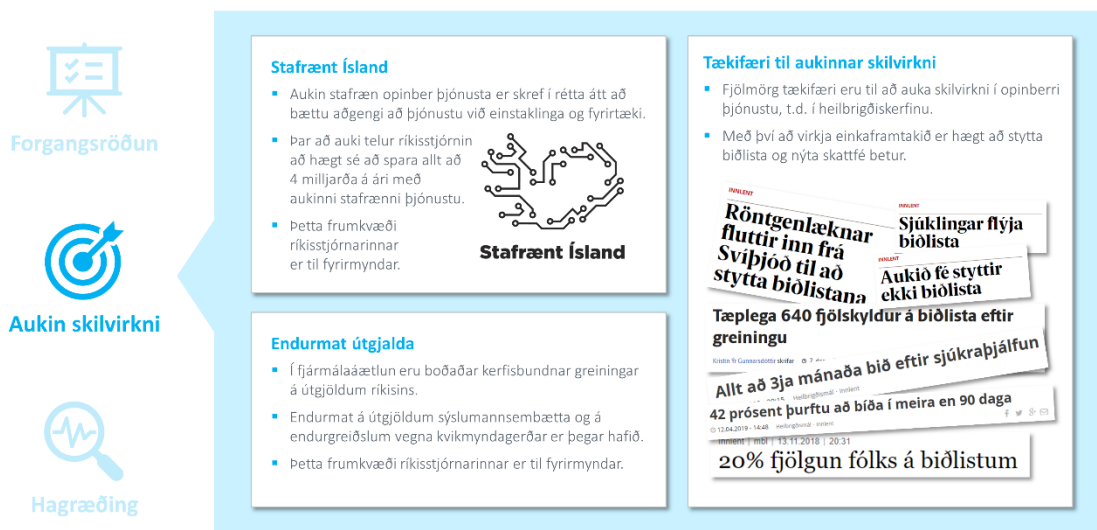 Forgangsröðun
Aukin skilvirkni
Hagræðing
Stafrænt Ísland
▪ Aukin stafræn opinber þjónusta er skref í rétta átt að
bættu aðgengi að þjónustu við einstaklinga og fyrirtæki.
▪ Þar að auki telur ríkisstjórnin
að hægt sé að spara allt að
4 milljarða á ári með
aukinni stafrænni þjónustu.
▪ Þetta frumkvæði
ríkisstjórnarinnar
er til fyrirmyndar.
Stafrænt Ísland
Endurmat útgjalda
▪ Í fjármálaáætlun eru boðaðar kerfisbundnar greiningar
á útgjöldum ríkisins.
▪ Endurmat á útgjöldum sýslumannsembætta og á
endurgreiðslum vegna kvikmyndagerðar er þegar hafið.
▪ Þetta frumkvæði ríkisstjórnarinnar er til fyrirmyndar.
Tækifæri til aukinnar skilvirkni
▪ Fjölmörg tækifæri eru til að auka skilvirkni í opinberri
þjónustu, t.d. í heilbrigðiskerfinu.
▪ Með því að virkja einkaframtakið er hægt að stytta
biðlista og nýta skattfé betur.
INNLENT
Röntgenlæknar
fluttir inn frá
Svíþjóð til að
stytta biðlistana
INNLENT
Sjúklingar flýja
biðlista
INNLENT
Aukið fé styttir
ekki biðlista
Tæplega 640 fjölskyldur á biðlista eftir
greiningu
Kristín Ýr Gunnarsdóttir skrifar
Allt að 3ja mánaða bið eftir sjúkraþjálfun
Heilbrigðismál - Innlent
42 prósent þurftu að bíða í meira en 90 daga
12.04.2019 - 14:48 Heilbrigðismál - Innlent
Innlent | mbl | 13.11.2018 | 20:31
20% fjölgun fólks á biðlistum